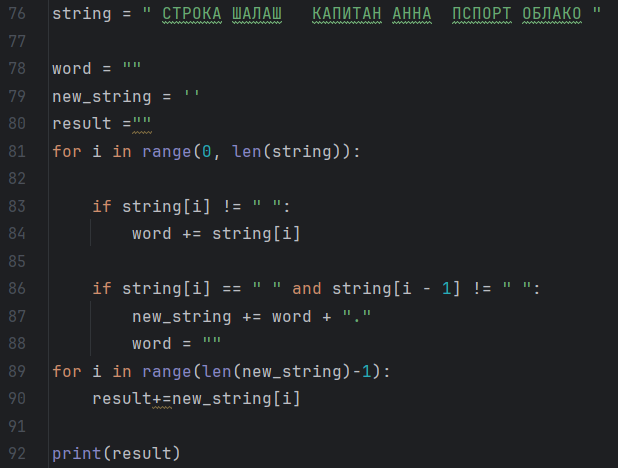 76 string = " СТРОКА ШАЛАШ   КАПИТАН АННА  ПСПОРТ ОБЛАКО "
77
78 word = ""
79 new_string = ''
80 result =""
81 for i in range(0, len(string)):
82
83     if string[i] != " ":
84         word += string[i]
85
86     if string[i] == " " and string[i - 1] != " ":
87         new_string += word + "."
88         word = ""
89 for i in range(len(new_string)-1):
90     result+=new_string[i]
91
92 print(result)